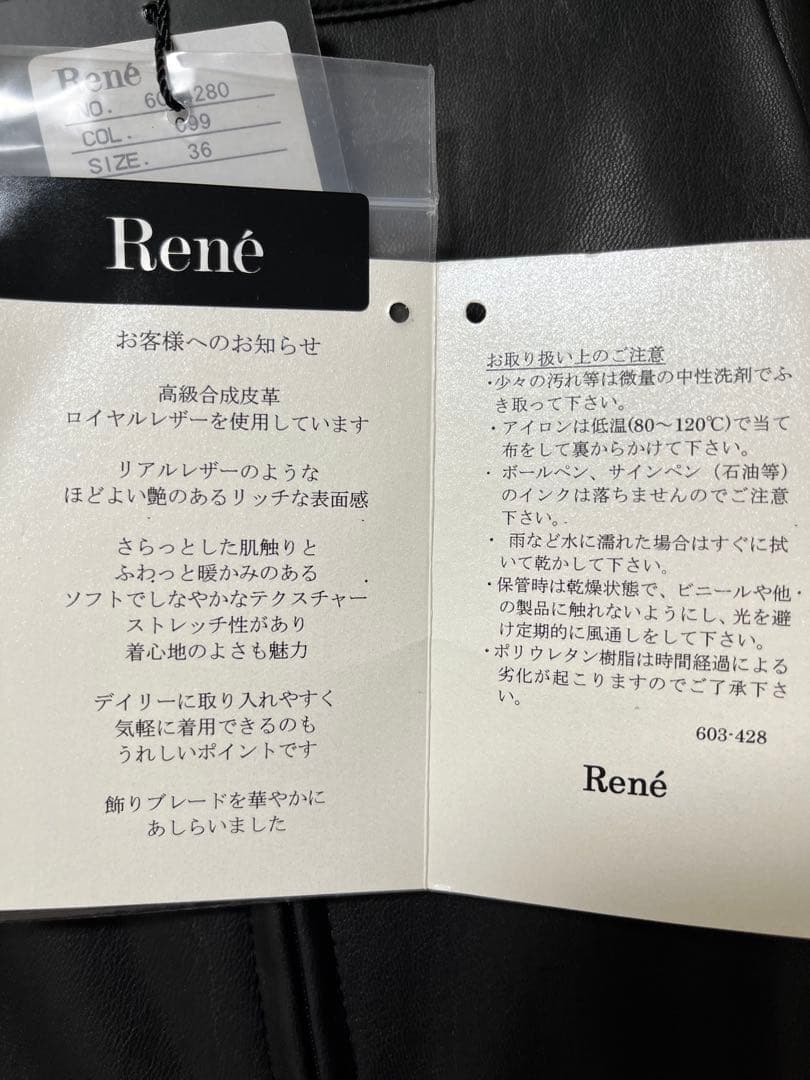 René
NO. 280
COL. C99
SIZE. 36
René
お客様へのお知らせ
高級合成皮革
ロイヤルレザーを使用しています
リアルレザーのような
ほどよい艶のあるリッチな表面感
さらっとした肌触りと
ふわっと暖かみのある
ソフトでしなやかなテクスチャー
ストレッチ性があり
着心地のよさも魅力
デイリーに取り入れやすく
気軽に着用できるのも
うれしいポイントです
飾りブレードを華やかに
あしらいました
お取り扱い上のご注意
・少々の汚れ等は微量の中性洗剤でふ
き取って下さい。
・アイロンは低温(80～120℃)で当て
布をして裏からかけて下さい。
・ボールペン、サインペン（石油等）
のインクは落ちませんのでご注意
下さい。
・雨など水に濡れた場合はすぐに拭
いて乾かして下さい。
・保管時は乾燥状態で、ビニールや他
の製品に触れないようにし、光を避
け定期的に風通しをして下さい。
・ポリウレタン樹脂は時間経過による
劣化が起こりますのでご了承下さ
い。
603-428
René